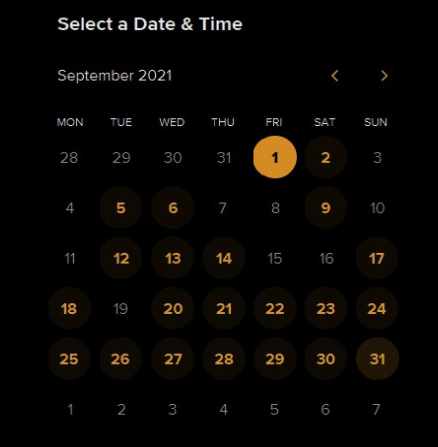 Select a Date & Time
September 2021
MON TUE WED THU FRI SAT SUN
28 29 30 31 1 2 3
4 5 6 7 8 9 10
11 12 13 14 15 16 17
18 19 20 21 22 23 24
25 26 27 28 29 30 31
1 2 3 4 5 6 7